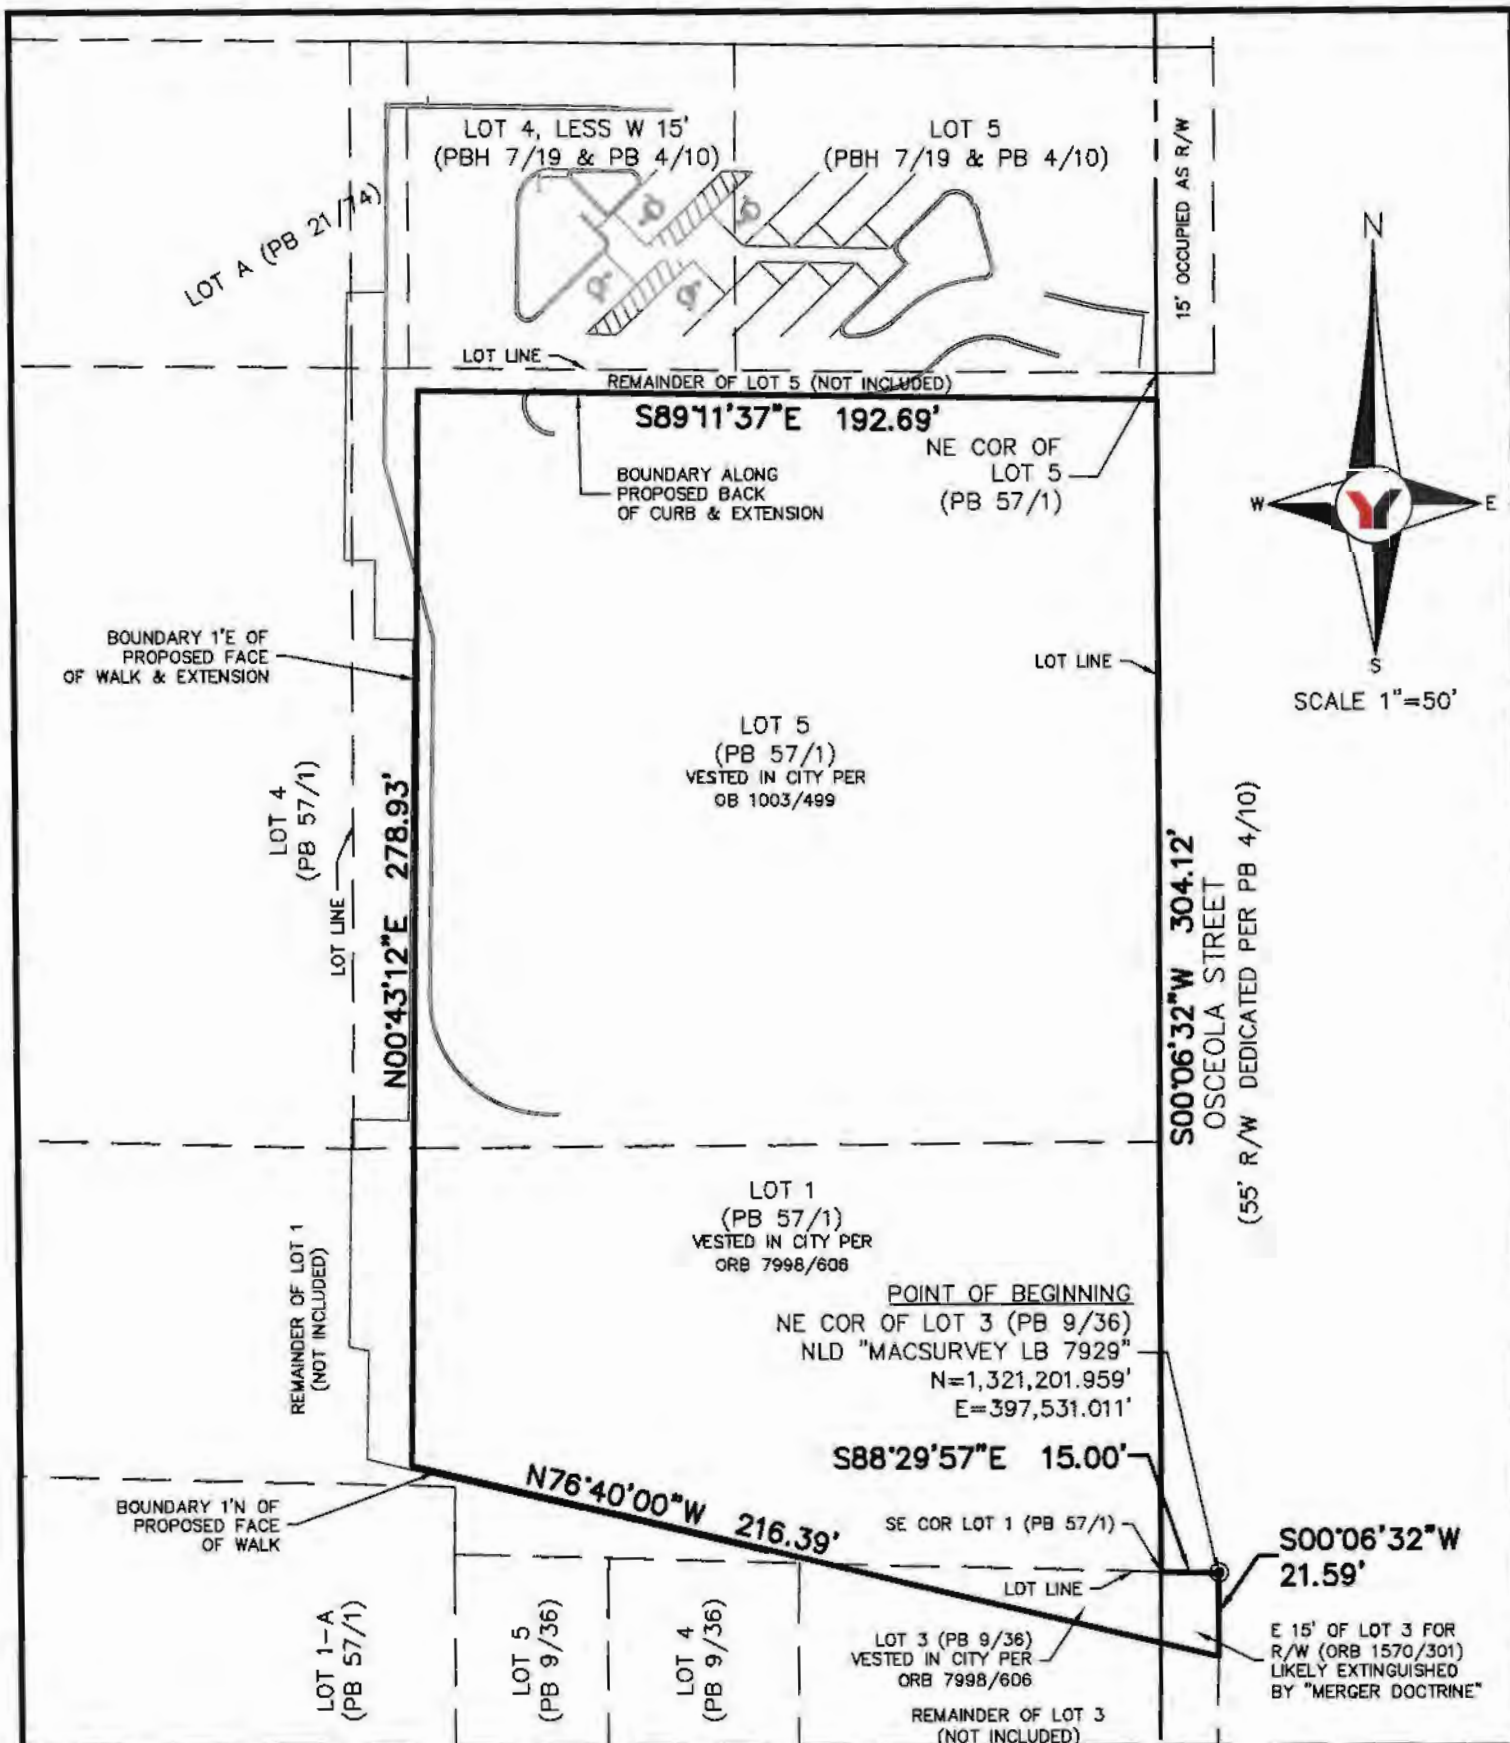 LOT 4, LESS W 15'
(PBH 7/19 & PB 4/10)
LOT 5
(PBH 7/19 & PB 4/10)
15' OCCUPIED AS R/W
LOT A (PB 21/74)
N
W
E
S
SCALE 1"=50'
LOT LINE
REMAINDER OF LOT 5 (NOT INCLUDED)
S89°11'37"E 192.69'
NE COR OF
LOT 5
(PB 57/1)
BOUNDARY ALONG
PROPOSED BACK
OF CURB & EXTENSION
BOUNDARY 1'E OF
PROPOSED FACE
OF WALK & EXTENSION
LOT LINE
LOT 5
(PB 57/1)
VESTED IN CITY PER
OB 1003/499
LOT 4
(PB 57/1)
LOT LINE
N00°43'12"E 278.93'
S00°06'32"W 304.12'
OSCEOLA STREET
(55' R/W DEDICATED PER PB 4/10)
LOT 1
(PB 57/1)
VESTED IN CITY PER
ORB 7998/606
REMAINDER OF LOT 1
(NOT INCLUDED)
POINT OF BEGINNING
NE COR OF LOT 3 (PB 9/36)
NLD "MACSURVEY LB 7929"
N=1,321,201.959'
E=397,531.011'
S88°29'57"E 15.00'
BOUNDARY 1'N OF
PROPOSED FACE
OF WALK
N76°40'00"W 216.39'
SE COR LOT 1 (PB 57/1)
S00°06'32"W
21.59'
LOT LINE
LOT 1-A
(PB 57/1)
LOT 5
(PB 9/36)
LOT 4
(PB 9/36)
LOT 3 (PB 9/36)
VESTED IN CITY PER
ORB 7998/606
E 15' OF LOT 3 FOR
R/W (ORB 1570/301)
LIKELY EXTINGUISHED
BY "MERGER DOCTRINE"
REMAINDER OF LOT 3
(NOT INCLUDED)